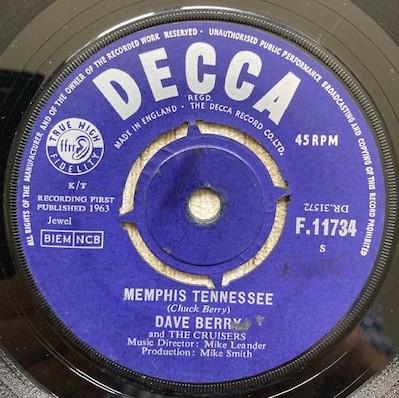 ALL RIGHTS OF THE MANUFACTURER AND OF THE OWNER OF THE RECORDED WORK RESERVED · UNAUTHORISED PUBLIC PERFORMANCE BROADCASTING AND COPYING OF THIS RECORD PROHIBITED
DECCA
REGD.
MADE IN ENGLAND · THE DECCA RECORD CO. LTD.
TRUE HIGH
ffrr
FIDELITY
45 RPM
K/T
RECORDING FIRST
PUBLISHED 1963
Jewel
BIEM NCB
DR.31572
F.11734
S
MEMPHIS TENNESSEE
(Chuck Berry)
DAVE BERRY
and THE CRUISERS
Music Director: Mike Leander
Production: Mike Smith